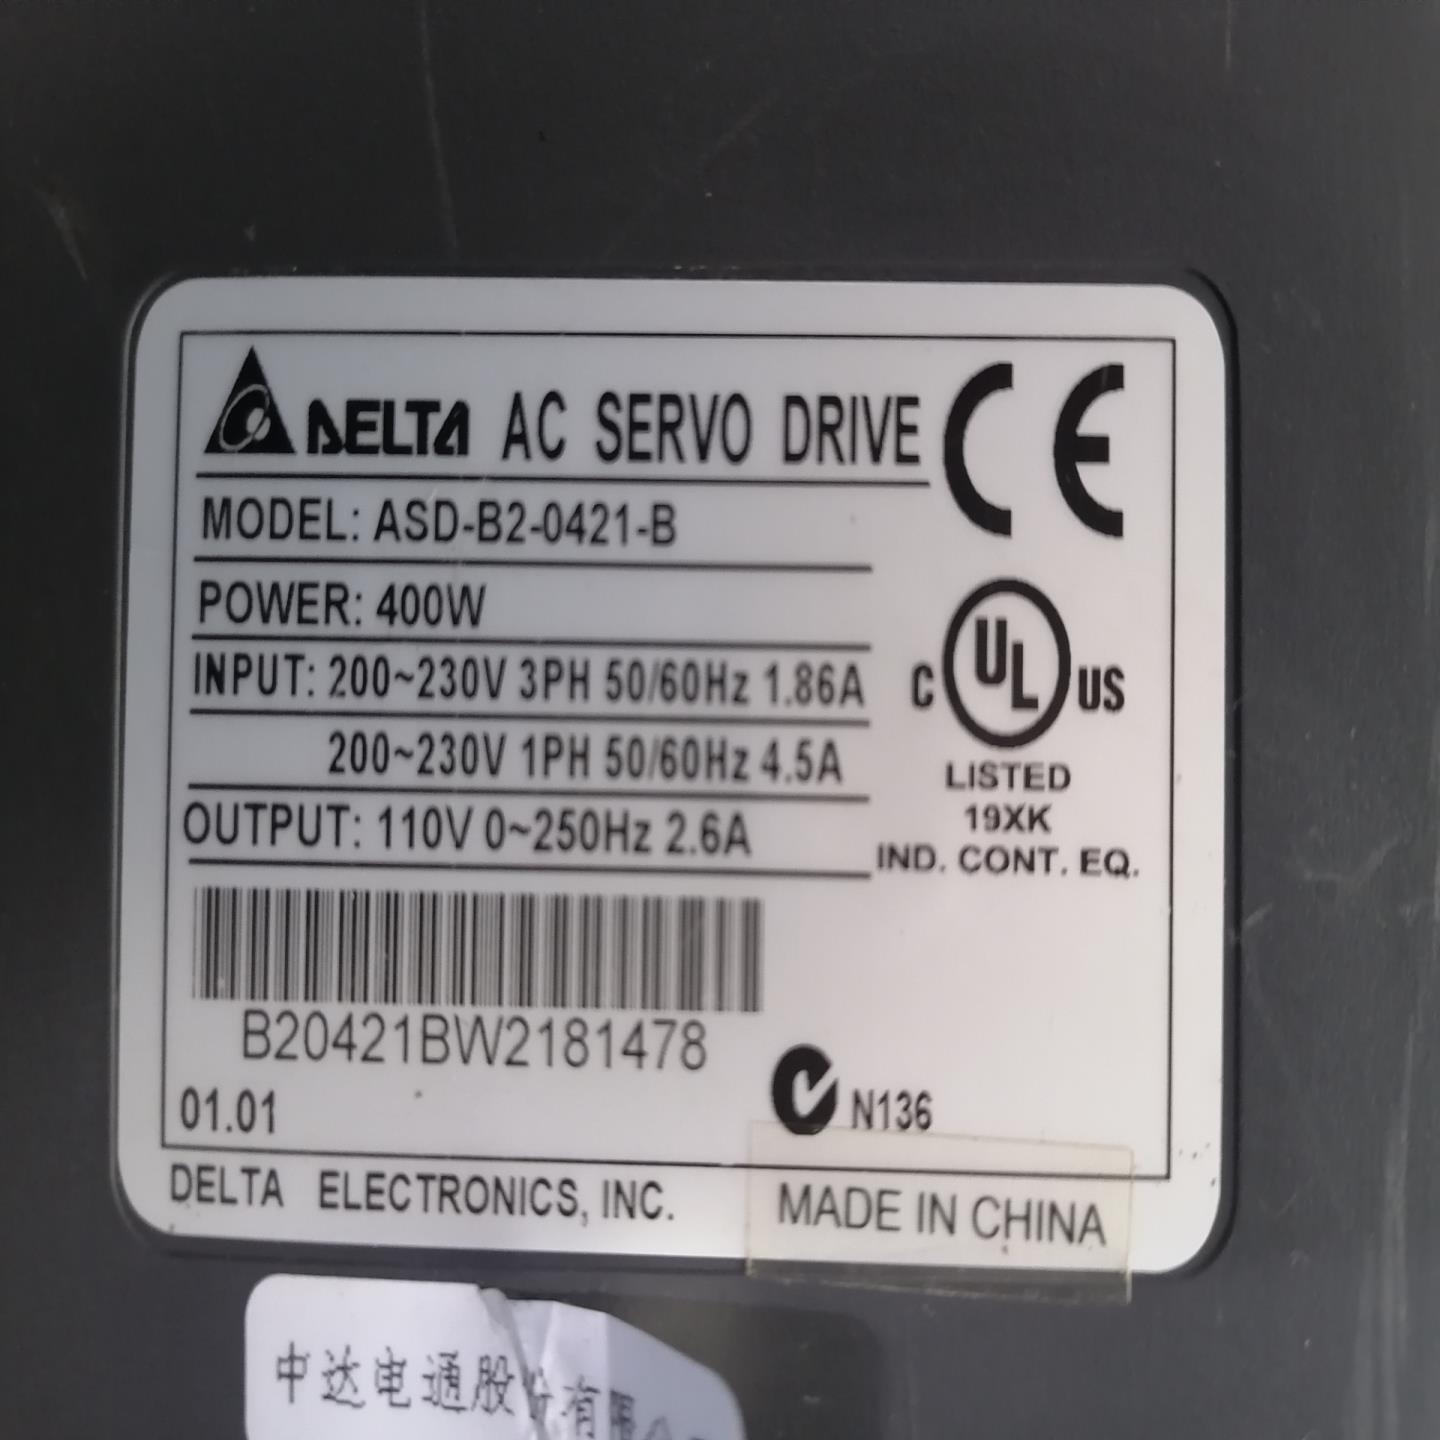 DELTA AC SERVO DRIVE CE
MODEL: ASD-B2-0421-B
POWER: 400W
INPUT: 200~230V 3PH 50/60Hz 1.86A
200~230V 1PH 50/60Hz 4.5A
OUTPUT: 110V 0~250Hz 2.6A
C UL US
LISTED
19XK
IND. CONT. EQ.
B20421BW2181478
01.01
N136
DELTA ELECTRONICS, INC.
MADE IN CHINA
中达电通股份有限